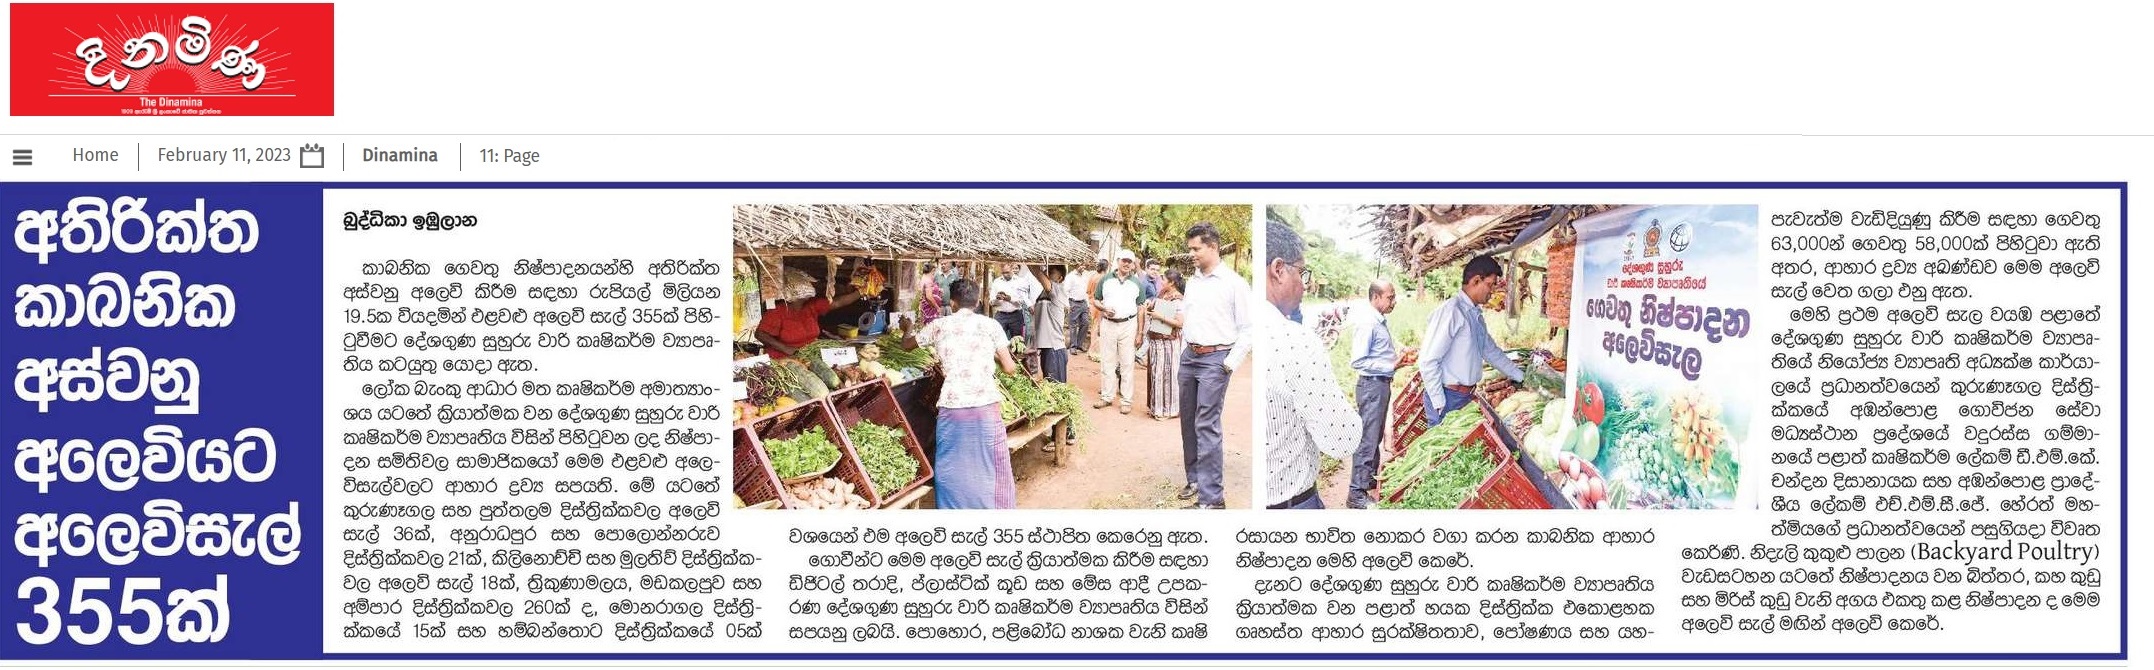 දිනමිණ
The Dinamina
Home
February 11, 2023
Dinamina
11: Page
අතිරික්ත
කාබනික
අස්වනු
අලෙවියට
අලෙවිසැල්
355ක්
බුද්ධිකා ඉඹුලාන
කාබනික ගෙවතු නිෂ්පාදනයන්හි අතිරික්ත
අස්වනු අලෙවි කිරීම සඳහා රුපියල් මිලියන
19.5ක වියදමින් එළවළු අලෙවි සැල් 355ක් පිහි-
ටුවීමට දේශගුණ සුහුරු වාරි කෘෂිකර්ම ව්‍යාපෘ-
තිය කටයුතු යොදා ඇත.
ලෝක බැංකු ආධාර මත කෘෂිකර්ම අමාත්‍යාං-
ශය යටතේ ක්‍රියාත්මක වන දේශගුණ සුහුරු වාරි
කෘෂිකර්ම ව්‍යාපෘතිය විසින් පිහිටුවන ලද නිෂ්පා-
දන සමිතිවල සාමාජිකයෝ මෙම එළවළු අලෙ-
විසැල්වලට ආහාර ද්‍රව්‍ය සපයති. මේ යටතේ
කුරුණෑගල සහ පුත්තලම දිස්ත්‍රික්කවල අලෙවි
සැල් 36ක්, අනුරාධපුර සහ පොලොන්නරුව
දිස්ත්‍රික්කවල 21ක්, කිලිනොච්චි සහ මුලතිව් දිස්ත්‍රික්ක-
වල අලෙවි සැල් 18ක්, ත්‍රිකුණාමලය, මඩකලපුව සහ
අම්පාර දිස්ත්‍රික්කවල 260ක් ද, මොනරාගල දිස්ත්‍රි-
ක්කයේ 15ක් සහ හම්බන්තොට දිස්ත්‍රික්කයේ 05ක්
දේශගුණ සුහුරු
වාරි කෘෂිකර්ම ව්‍යාපෘතියේ
ගෙවතු නිෂ්පාදන
අලෙවිසැල
වශයෙන් එම අලෙවි සැල් 355 ස්ථාපිත කෙරෙනු ඇත.
ගොවීන්ට මෙම අලෙවි සැල් ක්‍රියාත්මක කිරීම සඳහා
ඩිජිටල් තරාදි, ප්ලාස්ටික් කූඩ සහ මේස ආදී උපක-
රණ දේශගුණ සුහුරු වාරි කෘෂිකර්ම ව්‍යාපෘතිය විසින්
සපයනු ලබයි. පොහොර, පළිබෝධ නාශක වැනි කෘෂි
රසායන භාවිත නොකර වගා කරන කාබනික ආහාර
නිෂ්පාදන මෙහි අලෙවි කෙරේ.
දැනට දේශගුණ සුහුරු වාරි කෘෂිකර්ම ව්‍යාපෘතිය
ක්‍රියාත්මක වන පළාත් හයක දිස්ත්‍රික්ක එකොළහක
ගෘහස්ත ආහාර සුරක්ෂිතතාව, පෝෂණය සහ යහ-
පැවැත්ම වැඩිදියුණු කිරීම සඳහා ගෙවතු
63,000න් ගෙවතු 58,000ක් පිහිටුවා ඇති
අතර, ආහාර ද්‍රව්‍ය අඛණ්ඩව මෙම අලෙවි
සැල් වෙත ගලා එනු ඇත.
මෙහි ප්‍රථම අලෙවි සැල වයඹ පළාතේ
දේශගුණ සුහුරු වාරි කෘෂිකර්ම ව්‍යාපෘ-
තියේ නියෝජ්‍ය ව්‍යාපෘති අධ්‍යක්ෂ කාර්යා-
ලයේ ප්‍රධානත්වයෙන් කුරුණෑගල දිස්ත්‍රි-
ක්කයේ අඹන්පොළ ගොවිජන සේවා
මධ්‍යස්ථාන ප්‍රදේශයේ වදුරස්ස ගම්මා-
නයේ පළාත් කෘෂිකර්ම ලේකම් ඩී.එම්.කේ.
චන්දන දිසානායක සහ අඹන්පොළ ප්‍රාදේ-
ශීය ලේකම් එච්.එම්.සී.ජේ. හේරත් මහ-
ත්මියගේ ප්‍රධානත්වයෙන් පසුගියදා විවෘත
කෙරිණි. නිදැලි කුකුළු පාලන (Backyard Poultry)
වැඩසටහන යටතේ නිෂ්පාදනය වන බිත්තර, කහ කුඩු
සහ මිරිස් කුඩු වැනි අගය එකතු කළ නිෂ්පාදන ද මෙම
අලෙවි සැල් මඟින් අලෙවි කෙරේ.